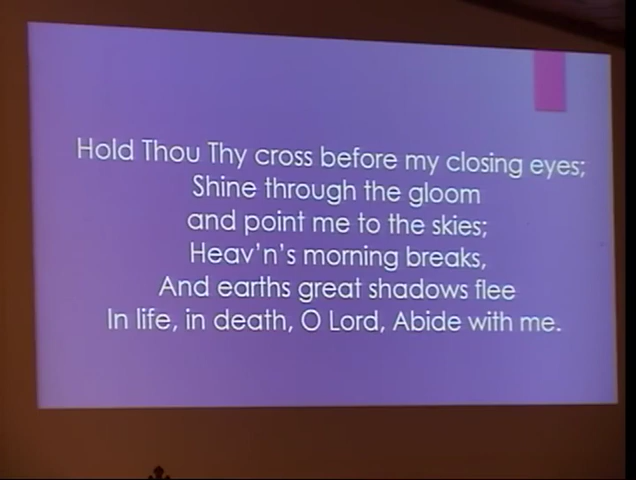 Hold Thou Thy cross before my closing eyes;
Shine through the gloom
and point me to the skies;
Heav'n's morning breaks,
And earths great shadows flee
In life, in death, O Lord, Abide with me.